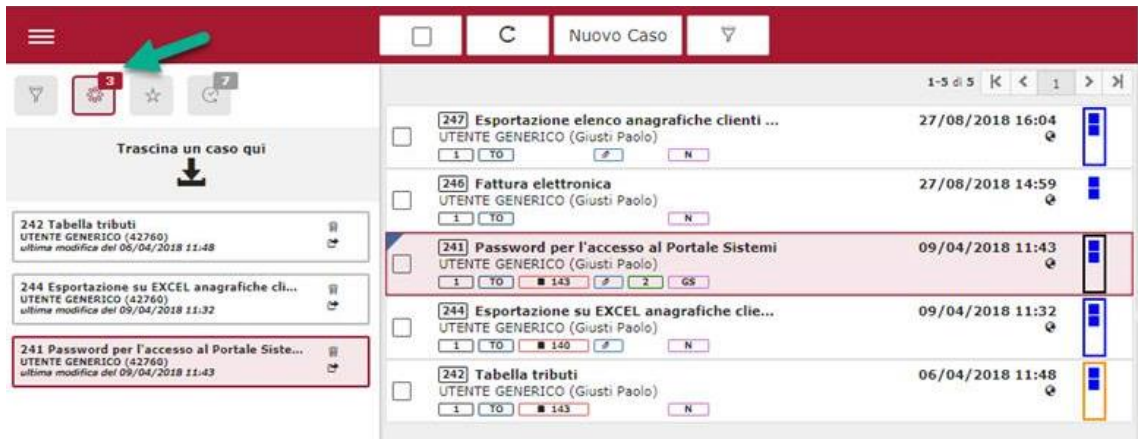 Nuovo Caso
3
7
1-5 di 5
1
Trascina un caso qui
242 Tabella tributi
UTENTE GENERICO (42760)
ultima modifica del 06/04/2018 11:48
244 Esportazione su EXCEL anagrafiche cli...
UTENTE GENERICO (42760)
ultima modifica del 09/04/2018 11:32
241 Password per l'accesso al Portale Siste...
UTENTE GENERICO (42760)
ultima modifica del 09/04/2018 11:43
247 Esportazione elenco anagrafiche clienti ... 27/08/2018 16:04
UTENTE GENERICO (Giusti Paolo)
1 TO N
246 Fattura elettronica 27/08/2018 14:59
UTENTE GENERICO (Giusti Paolo)
1 TO N
241 Password per l'accesso al Portale Sistemi 09/04/2018 11:43
UTENTE GENERICO (Giusti Paolo)
1 TO 143 2 GS
244 Esportazione su EXCEL anagrafiche clie... 09/04/2018 11:32
UTENTE GENERICO (Giusti Paolo)
1 TO 140 N
242 Tabella tributi 06/04/2018 11:48
UTENTE GENERICO (Giusti Paolo)
1 TO 143 N